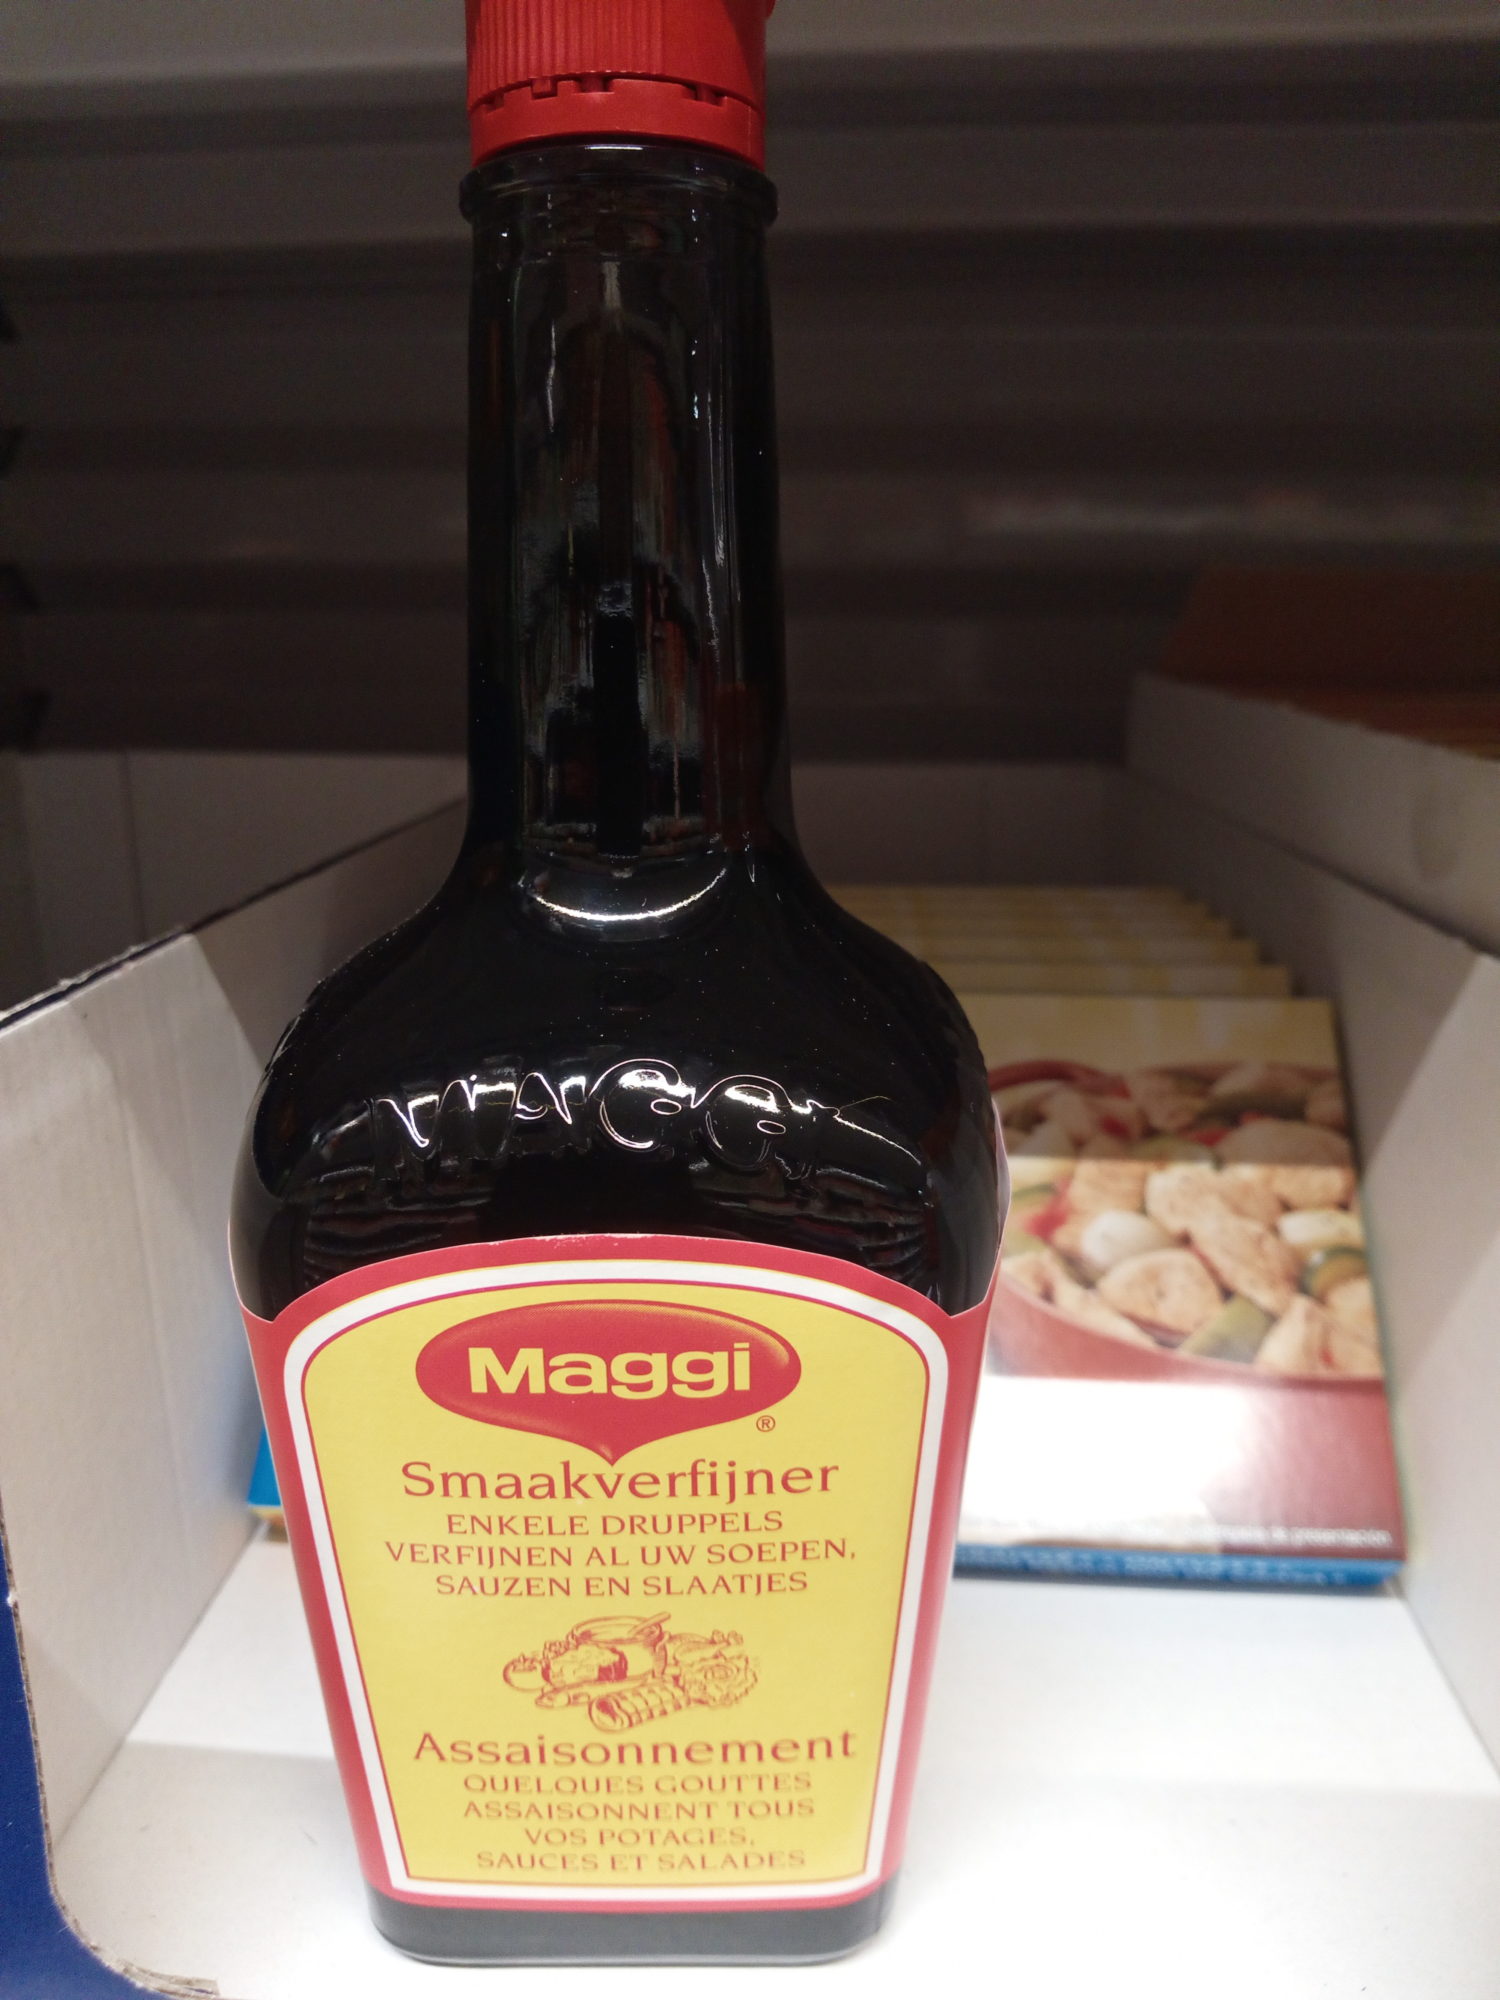 MAGGI
Maggi
®
Smaakverfijner
ENKELE DRUPPELS
VERFIJNEN AL UW SOEPEN,
SAUZEN EN SLAATJES
Assaisonnement
QUELQUES GOUTTES
ASSAISONNENT TOUS
VOS POTAGES,
SAUCES ET SALADES